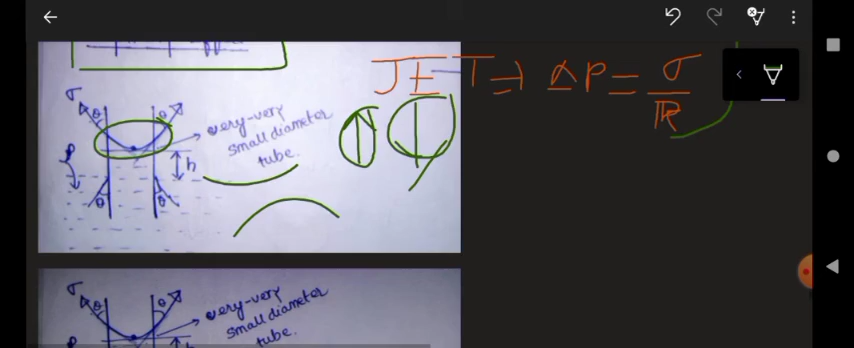 JET ⇒ ΔP = σ/R
σ θ θ
very-very
small diameter
tube.
ρ h
θ θ
σ θ θ
very-very
small diameter
tube.